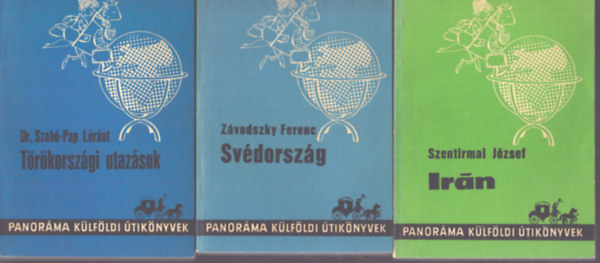 Dr. Szabó-Pap Lóránt
Törökországi utazások
PANORÁMA KÜLFÖLDI ÚTIKÖNYVEK
Závodszky Ferenc
Svédország
PANORÁMA KÜLFÖLDI ÚTIKÖNYVEK
Szentirmai József
Irán
PANORÁMA KÜLFÖLDI ÚTIKÖNYVEK